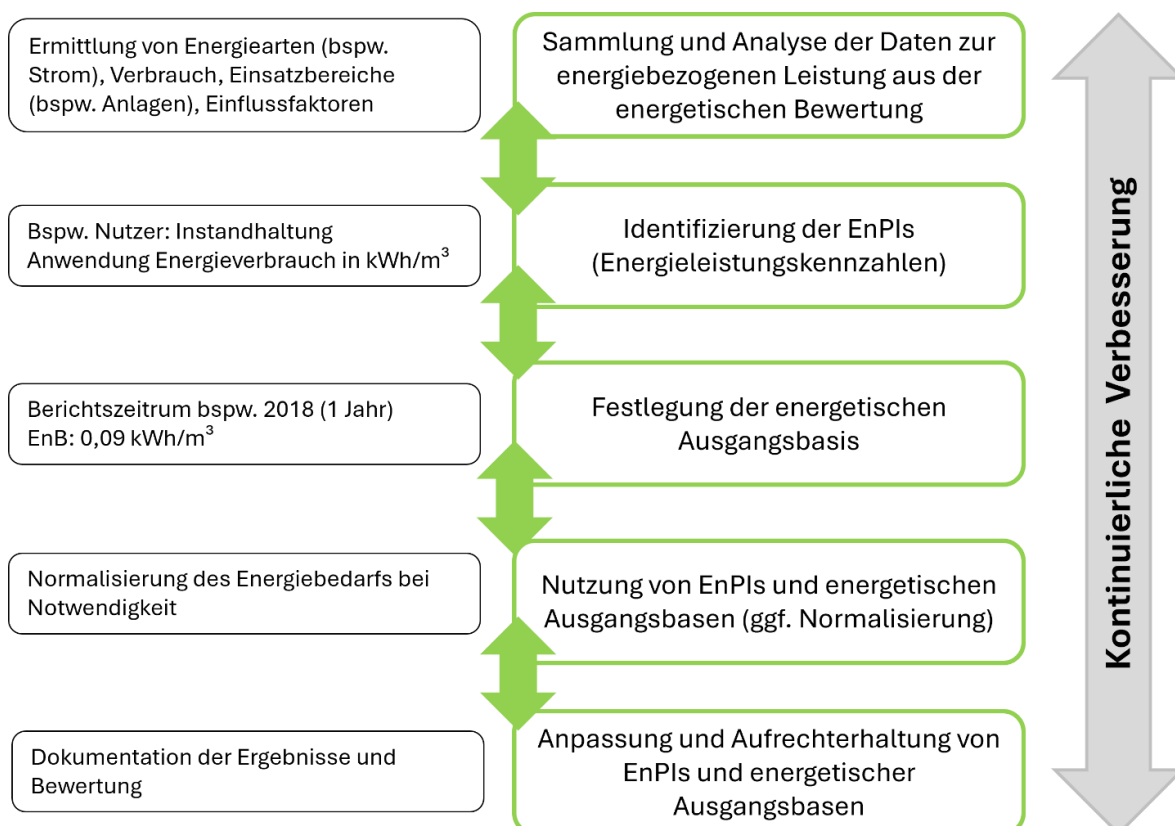 Ermittlung von Energiearten (bspw.
Strom), Verbrauch, Einsatzbereiche
(bspw. Anlagen), Einflussfaktoren
Sammlung und Analyse der Daten zur
energiebezogenen Leistung aus der
energetischen Bewertung
Bspw. Nutzer: Instandhaltung
Anwendung Energieverbrauch in kWh/m³
Identifizierung der EnPIs
(Energieleistungskennzahlen)
Berichtszeitrum bspw. 2018 (1 Jahr)
EnB: 0,09 kWh/m³
Festlegung der energetischen
Ausgangsbasis
Normalisierung des Energiebedarfs bei
Notwendigkeit
Nutzung von EnPIs und energetischen
Ausgangsbasen (ggf. Normalisierung)
Dokumentation der Ergebnisse und
Bewertung
Anpassung und Aufrechterhaltung von
EnPIs und energetischer
Ausgangsbasen
Kontinuierliche Verbesserung